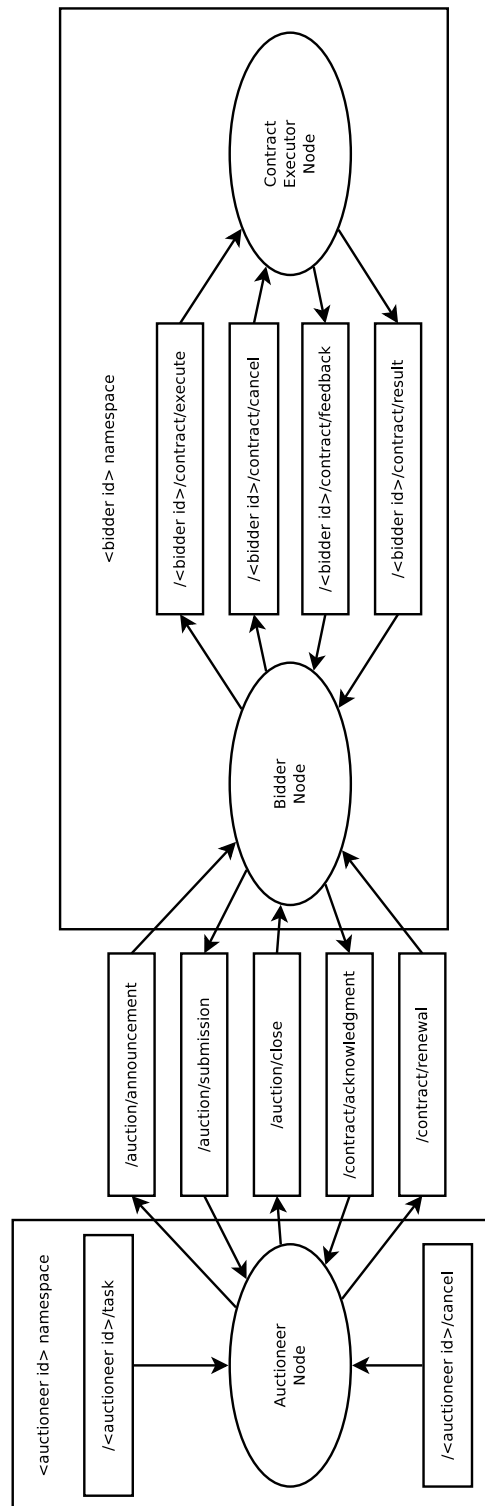 <auctioneer id> namespace
/<auctioneer id>/task
Auctioneer
Node
/<auctioneer id>/cancel
/auction/announcement
/auction/submission
/auction/close
/contract/acknowledgment
/contract/renewal
<bidder id> namespace
Bidder
Node
/<bidder id>/contract/execute
/<bidder id>/contract/cancel
/<bidder id>/contract/feedback
/<bidder id>/contract/result
Contract
Executor
Node